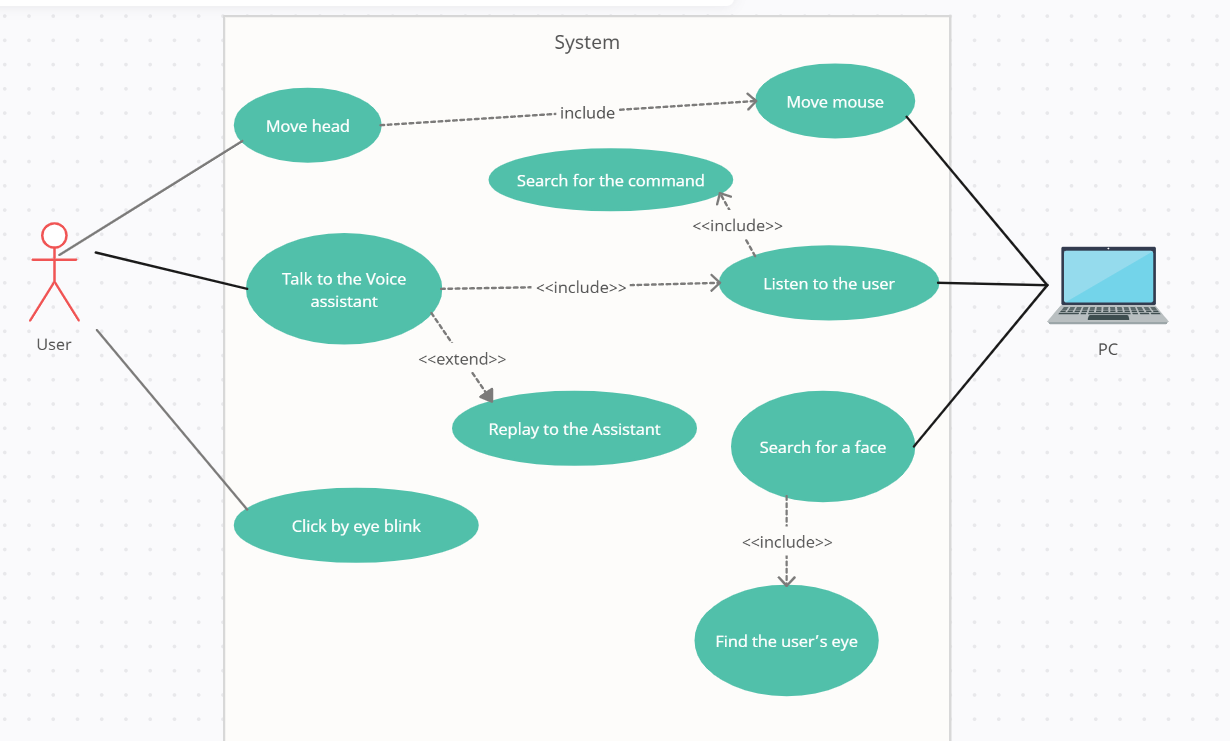 System
Move head
include
Move mouse
Search for the command
<<include>>
Talk to the Voice
assistant
<<include>>
Listen to the user
User
PC
<<extend>>
Replay to the Assistant
Search for a face
Click by eye blink
<<include>>
Find the user's eye